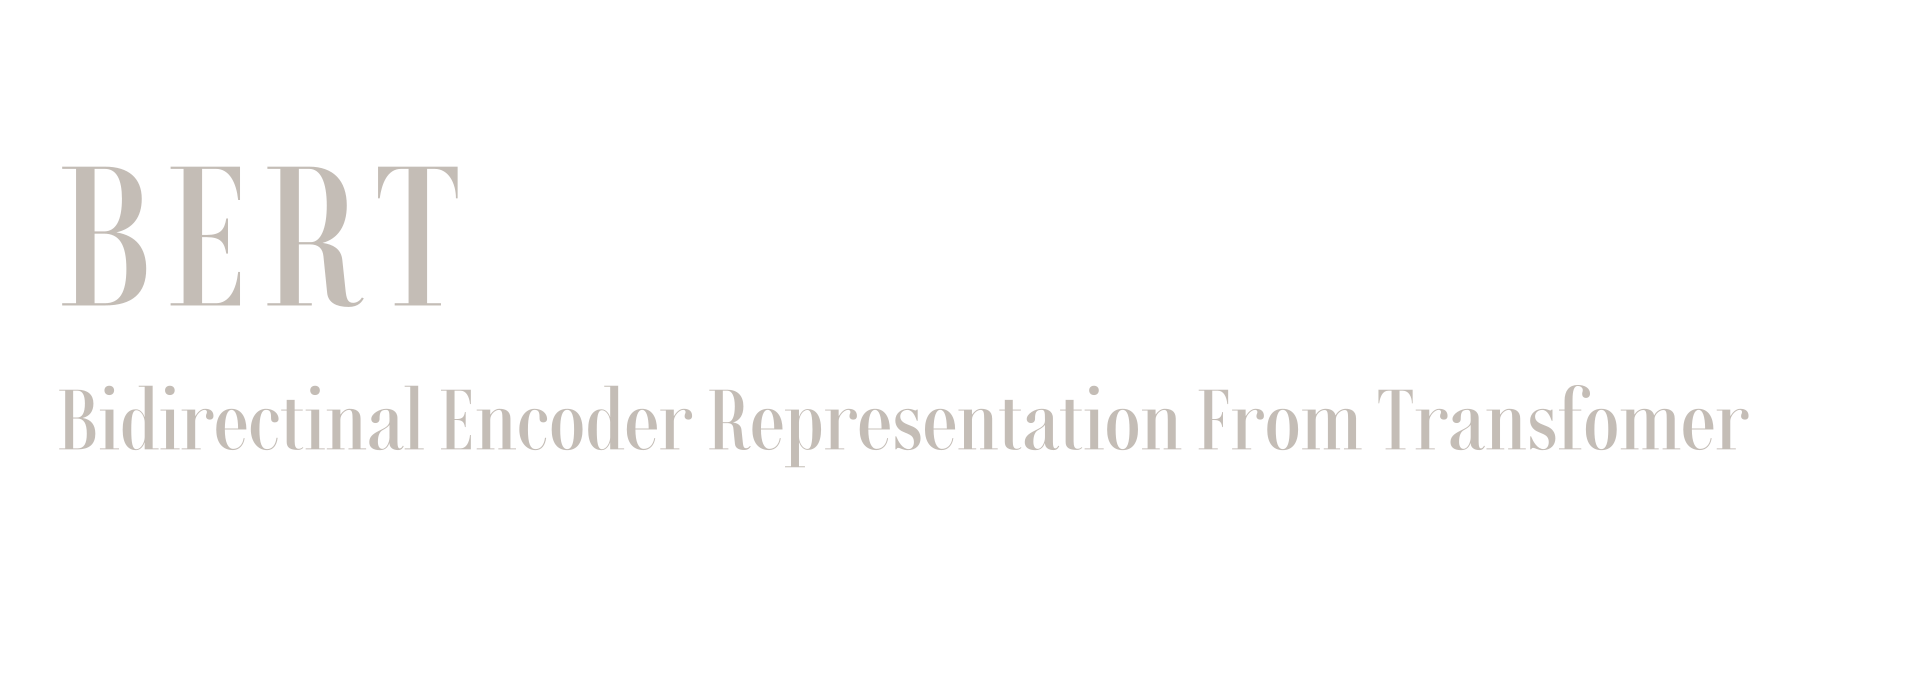 BERT
Bidirectinal Encoder Representation From Transfomer